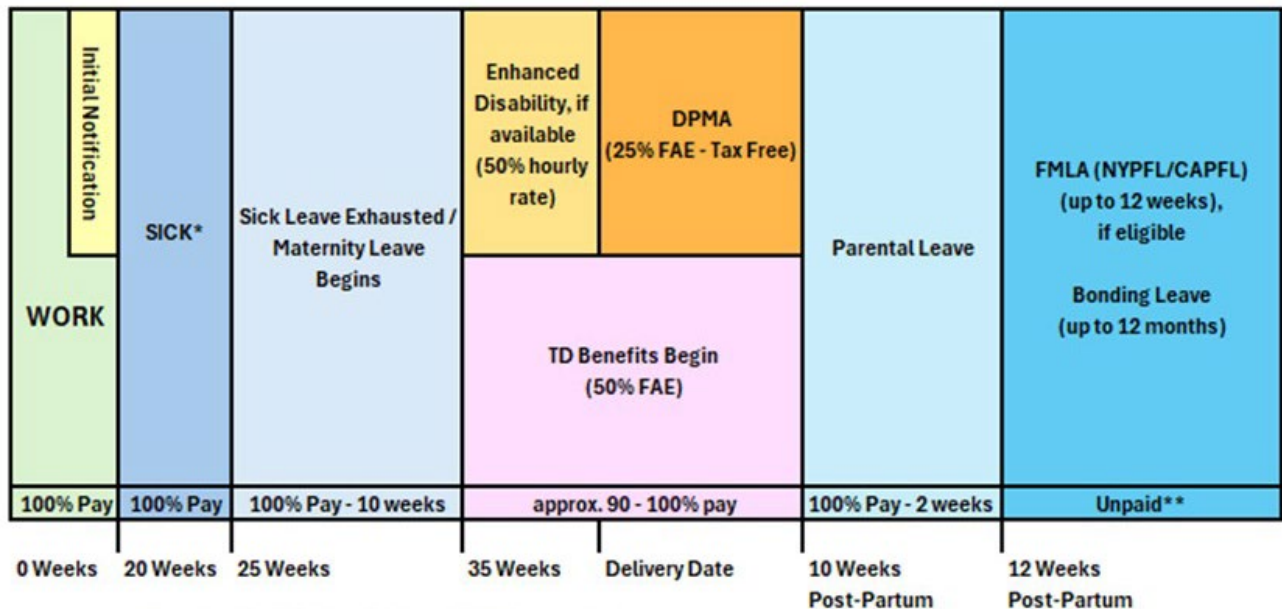 Initial Notification
WORK
SICK*
Sick Leave Exhausted /
Maternity Leave
Begins
Enhanced
Disability, if
available
(50% hourly
rate)
DPMA
(25% FAE - Tax Free)
TD Benefits Begin
(50% FAE)
Parental Leave
FMLA (NYPFL/CAPFL)
(up to 12 weeks),
if eligible
Bonding Leave
(up to 12 months)
100% Pay
100% Pay
100% Pay - 10 weeks
approx. 90 - 100% pay
100% Pay - 2 weeks
Unpaid**
0 Weeks
20 Weeks
25 Weeks
35 Weeks
Delivery Date
10 Weeks
Post-Partum
12 Weeks
Post-Partum